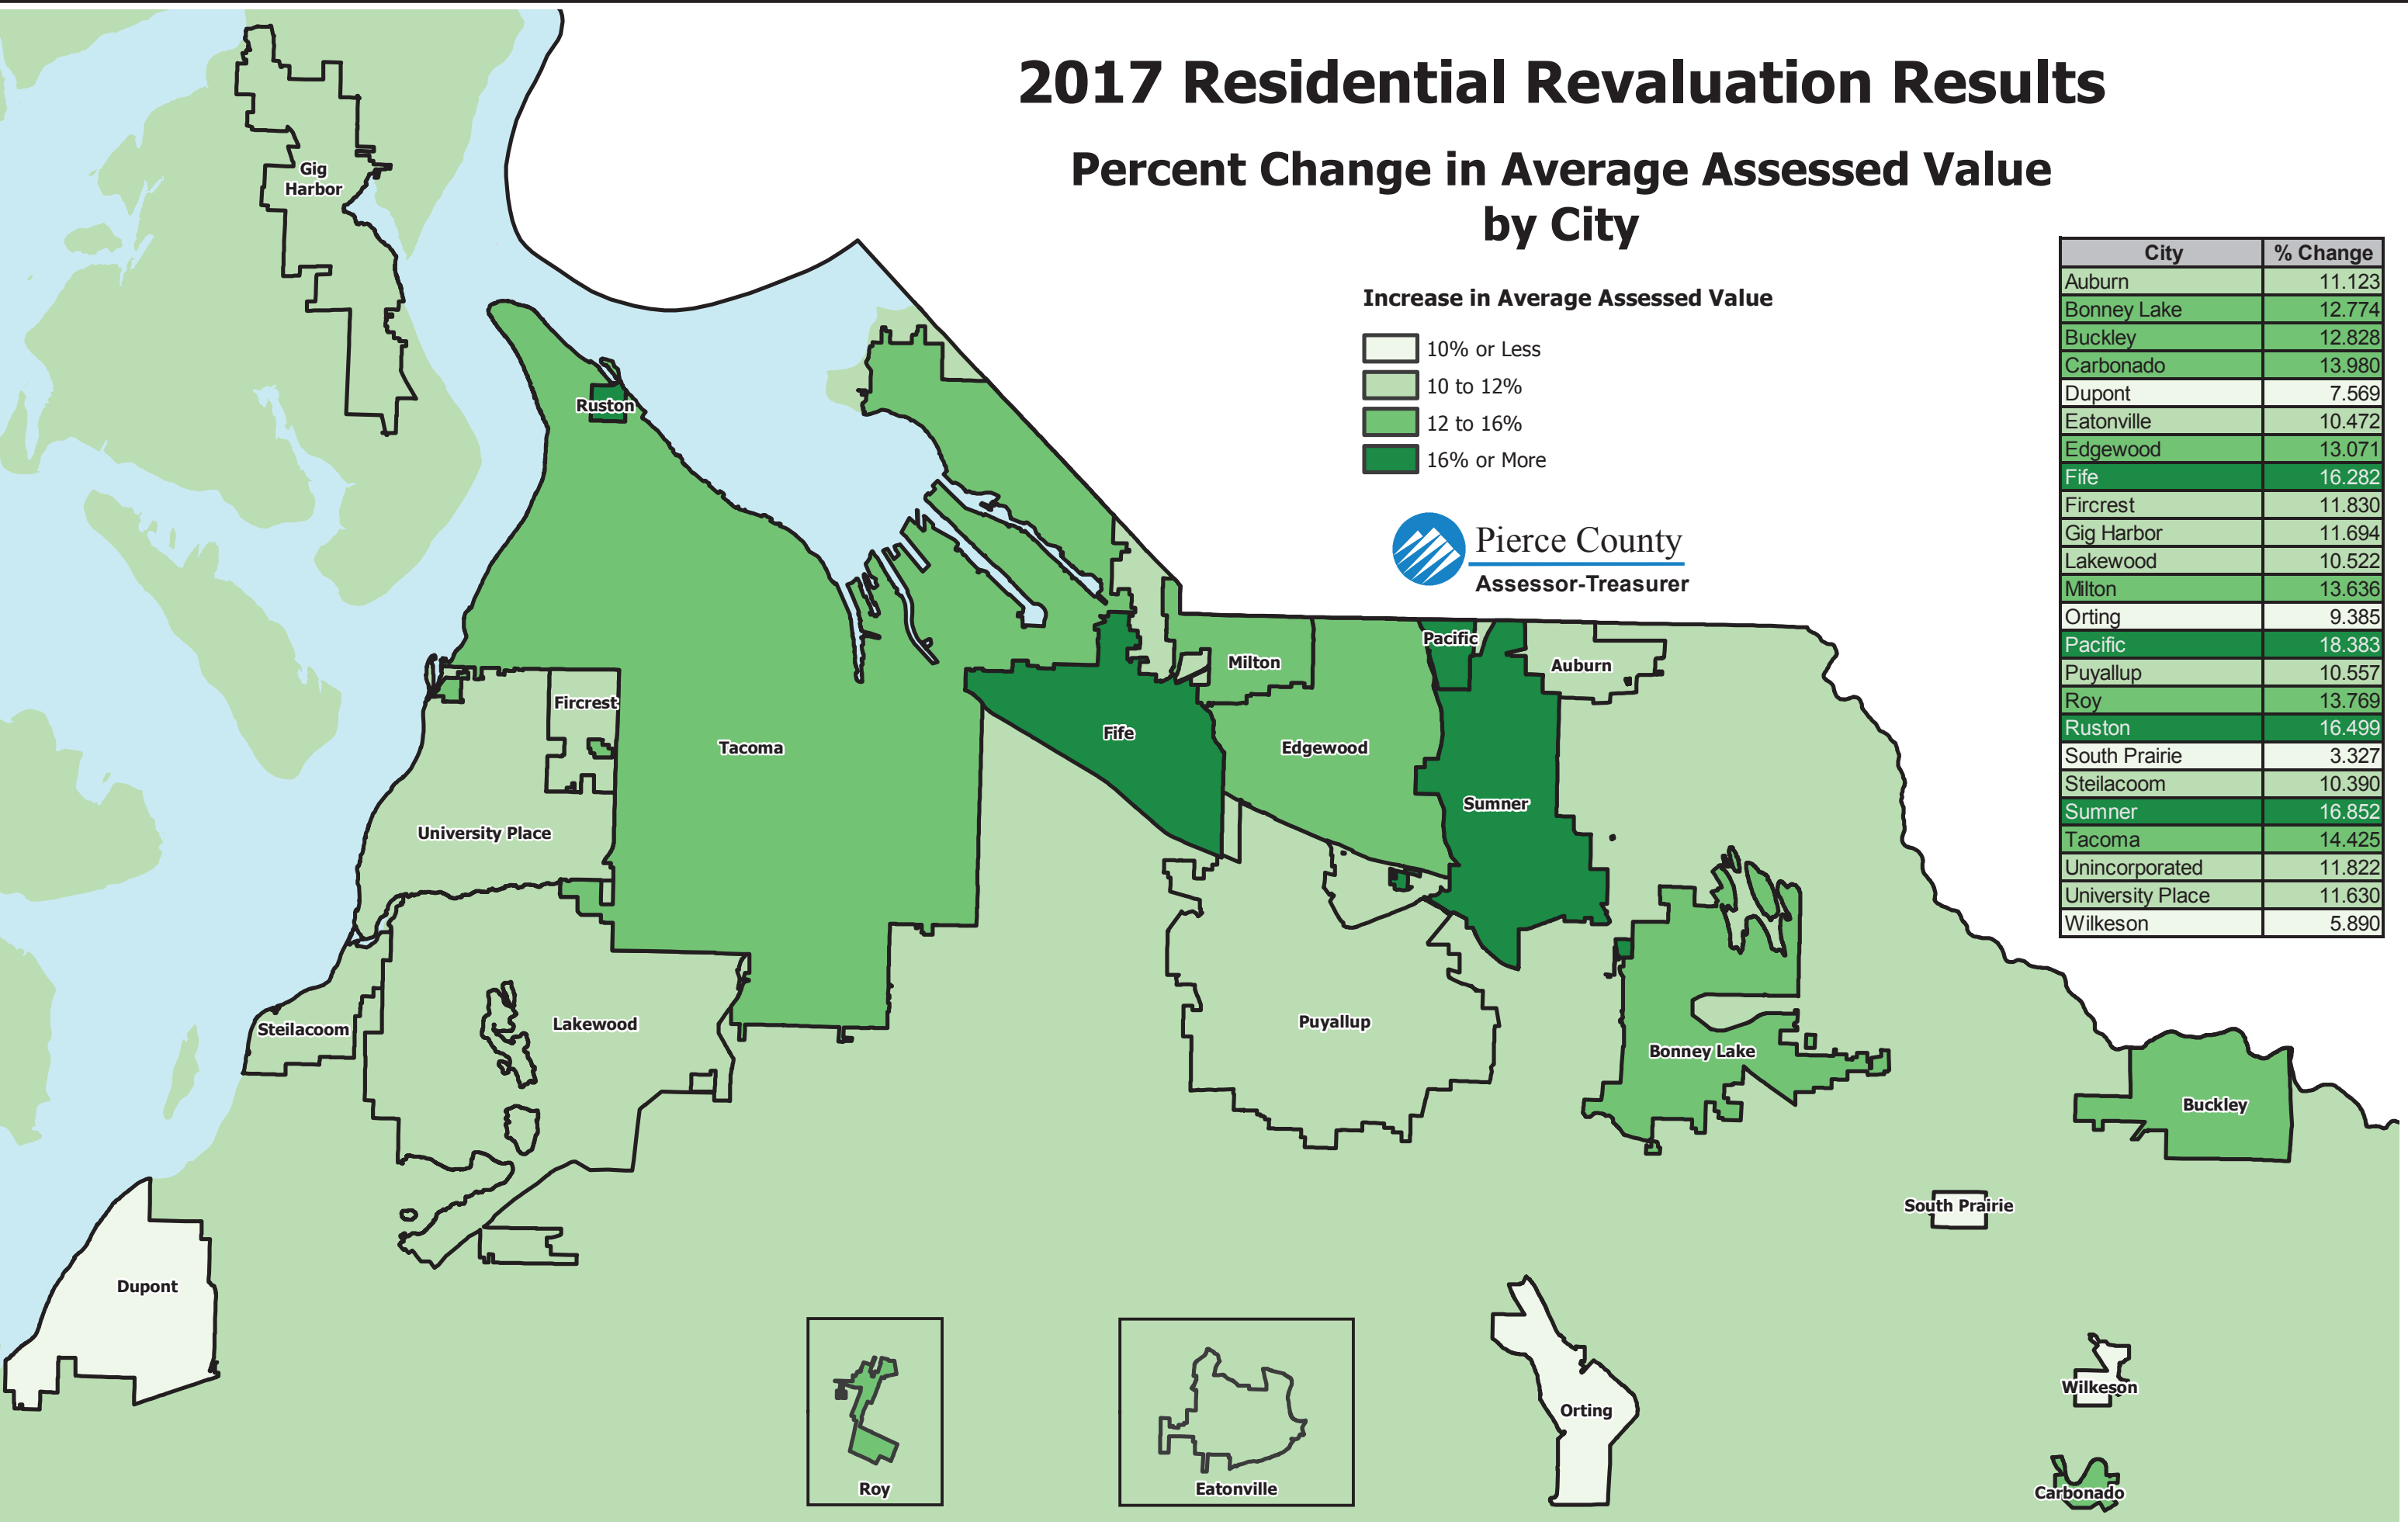 2017 Residential Revaluation Results
Percent Change in Average Assessed Value
by City
Increase in Average Assessed Value
10% or Less
10 to 12%
12 to 16%
16% or More
Pierce County
Assessor-Treasurer
City % Change
Auburn 11.123
Bonney Lake 12.774
Buckley 12.828
Carbonado 13.980
Dupont 7.569
Eatonville 10.472
Edgewood 13.071
Fife 16.282
Fircrest 11.830
Gig Harbor 11.694
Lakewood 10.522
Milton 13.636
Orting 9.385
Pacific 18.383
Puyallup 10.557
Roy 13.769
Ruston 16.499
South Prairie 3.327
Steilacoom 10.390
Sumner 16.852
Tacoma 14.425
Unincorporated 11.822
University Place 11.630
Wilkeson 5.890
Gig
Harbor
Ruston
Pacific
Milton
Auburn
Fircrest
Fife
Tacoma
Edgewood
Sumner
University Place
Steilacoom
Lakewood
Puyallup
Bonney Lake
Buckley
South Prairie
Dupont
Wilkeson
Orting
Roy
Eatonville
Carbonado